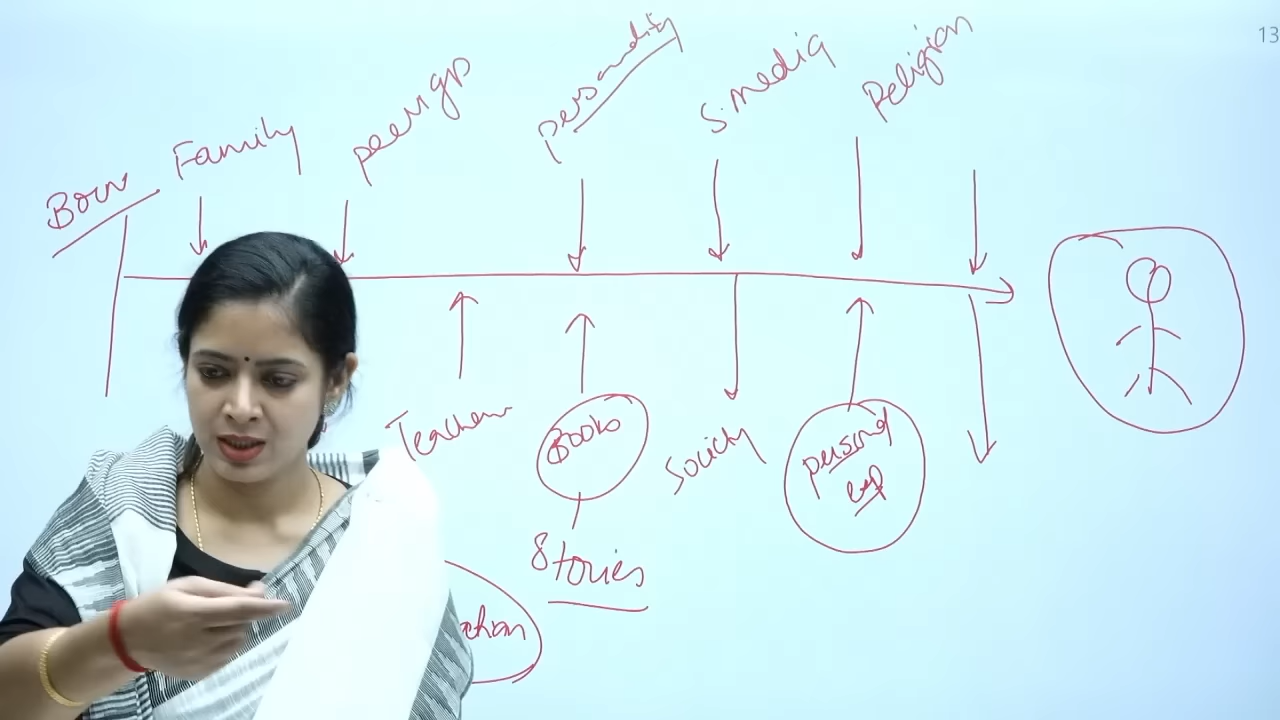 13
Born
Family
peer gp
personality
S.media
Religion
Teacher
Books
Society
personal
exp
Stories